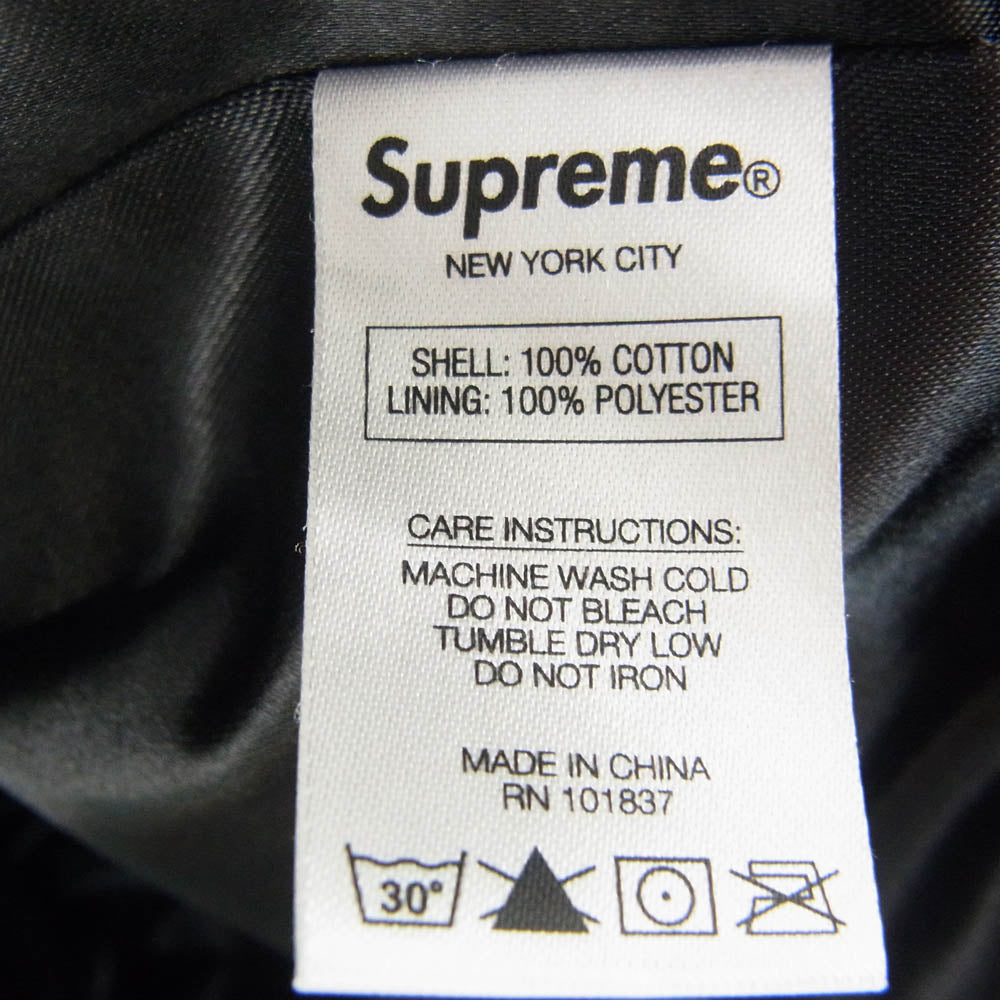 Supreme®
NEW YORK CITY
SHELL: 100% COTTON
LINING: 100% POLYESTER
CARE INSTRUCTIONS:
MACHINE WASH COLD
DO NOT BLEACH
TUMBLE DRY LOW
DO NOT IRON
MADE IN CHINA
RN 101837
30°